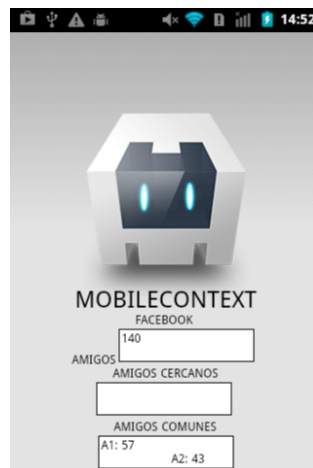 14:52
MOBILECONTEXT
FACEBOOK
140
AMIGOS
AMIGOS CERCANOS
AMIGOS COMUNES
A1: 57
A2: 43